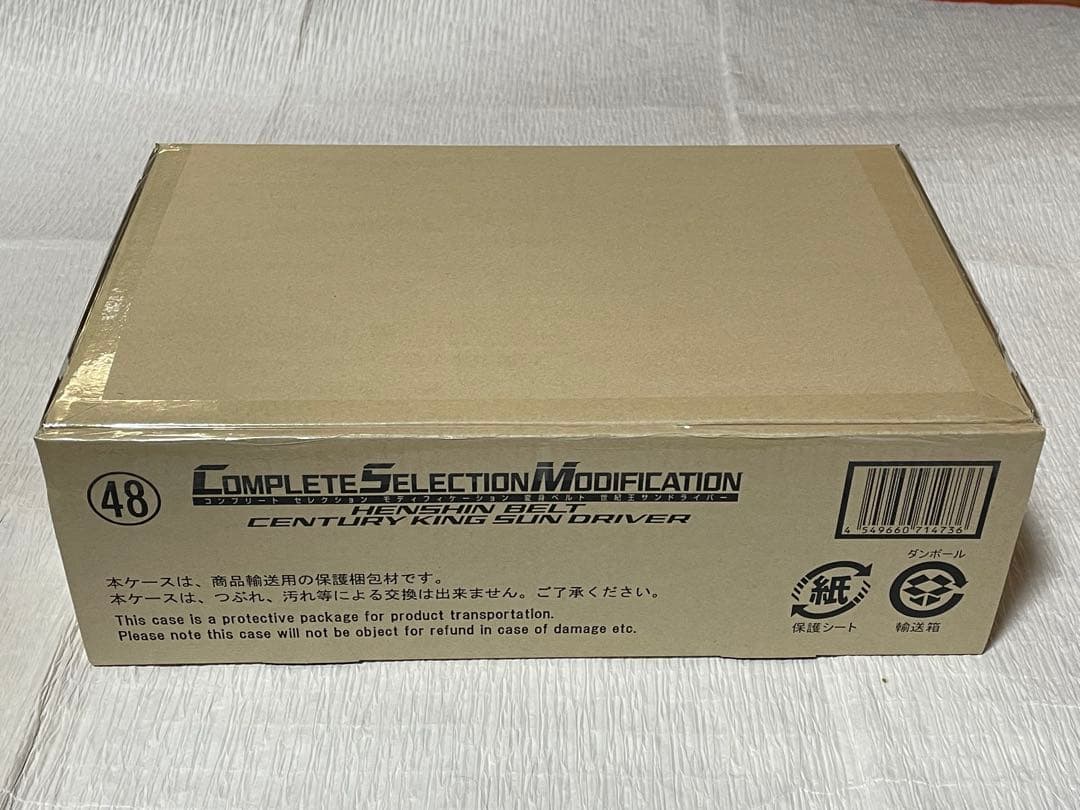 48
COMPLETE SELECTION MODIFICATION
コンプリート セレクション モディフィケーション 変身ベルト 世紀王サンドライバー
HENSHIN BELT
CENTURY KING SUN DRIVER
4 549660 714736
本ケースは、商品輸送用の保護梱包材です。
本ケースは、つぶれ、汚れ等による交換は出来ません。ご了承ください。
This case is a protective package for product transportation.
Please note this case will not be object for refund in case of damage etc.
紙
保護シート
ダンボール
輸送箱